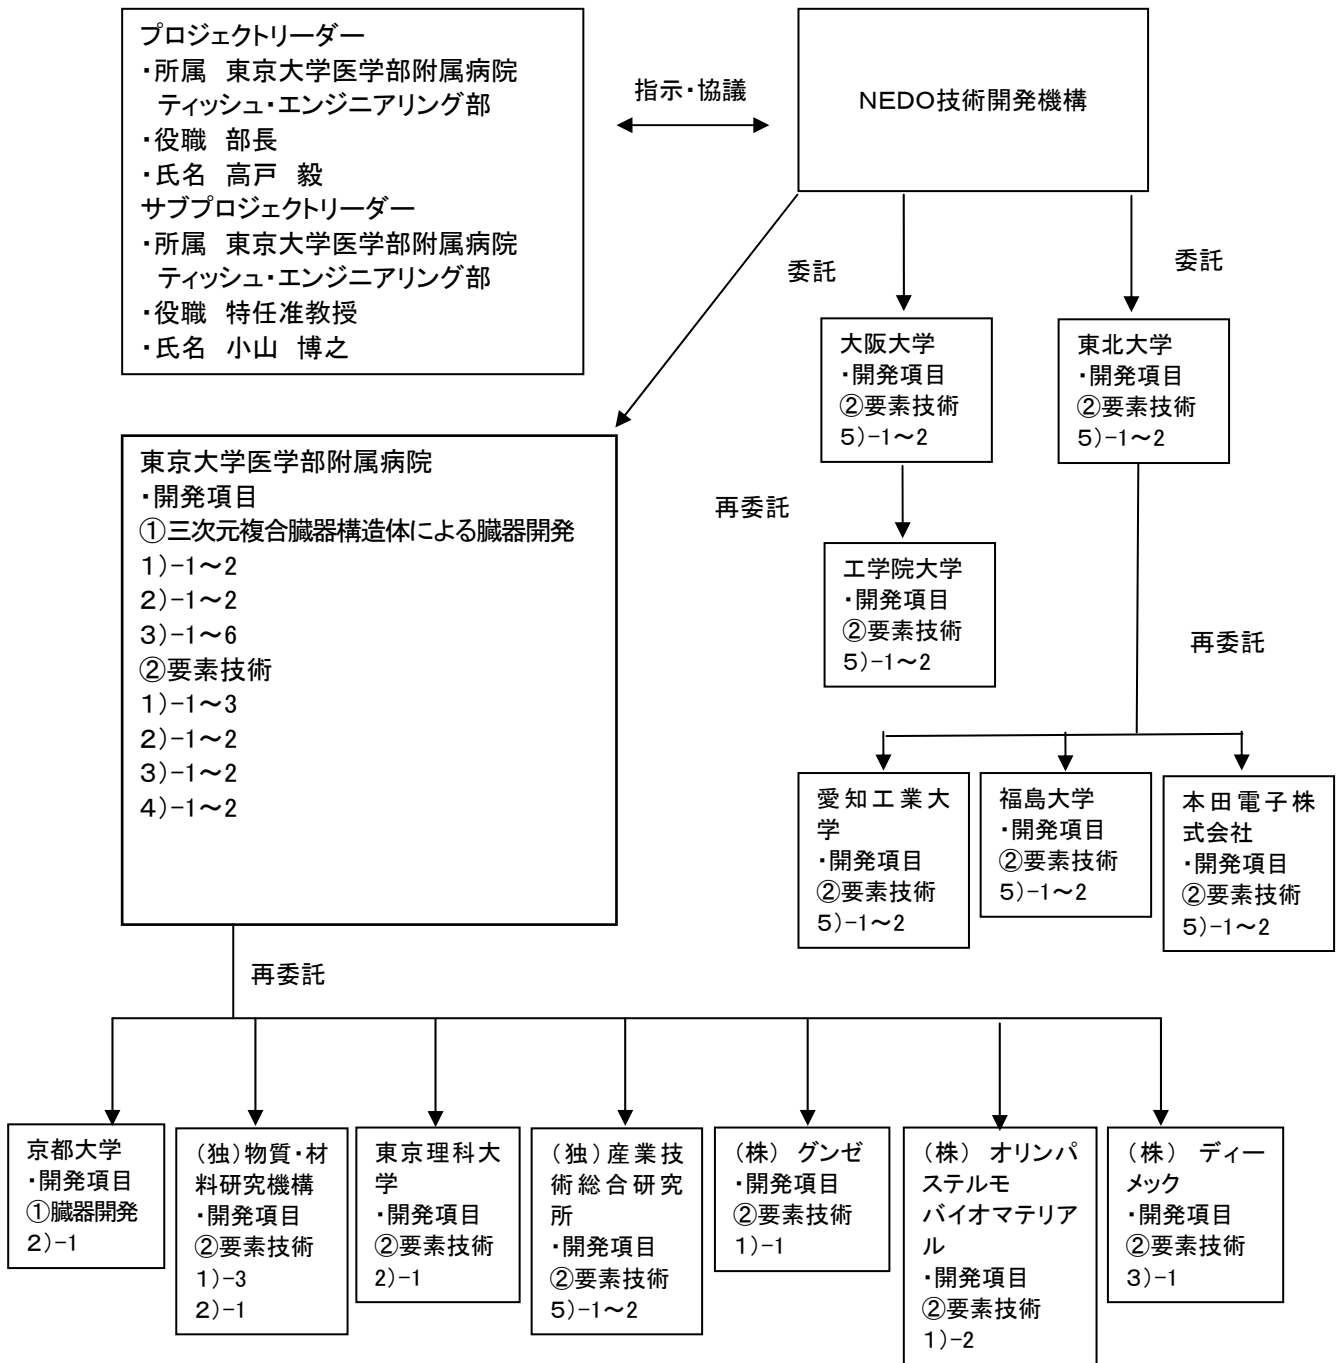 プロジェクトリーダー
・所属 東京大学医学部附属病院
ティッシュ・エンジニアリング部
・役職 部長
・氏名 高戸 毅
サブプロジェクトリーダー
・所属 東京大学医学部附属病院
ティッシュ・エンジニアリング部
・役職 特任准教授
・氏名 小山 博之
指示・協議
NEDO技術開発機構
委託
委託
大阪大学
・開発項目
②要素技術
5)-1~2
東北大学
・開発項目
②要素技術
5)-1~2
東京大学医学部附属病院
・開発項目
①三次元複合臓器構造体による臓器開発
1)-1~2
2)-1~2
3)-1~6
②要素技術
1)-1~3
2)-1~2
3)-1~2
4)-1~2
再委託
工学院大学
・開発項目
②要素技術
5)-1~2
再委託
愛知工業大
学
・開発項目
②要素技術
5)-1~2
福島大学
・開発項目
②要素技術
5)-1~2
本田電子株
式会社
・開発項目
②要素技術
5)-1~2
再委託
京都大学
・開発項目
①臓器開発
2)-1
(独)物質・材
料研究機構
・開発項目
②要素技術
1)-3
2)-1
東京理科大
学
・開発項目
②要素技術
2)-1
(独)産業技
術総合研究
所
・開発項目
②要素技術
5)-1~2
(株) グンゼ
・開発項目
②要素技術
1)-1
(株) オリンパ
ステルモ
バイオマテリア
ル
・開発項目
②要素技術
1)-2
(株) ディー
メック
・開発項目
②要素技術
3)-1